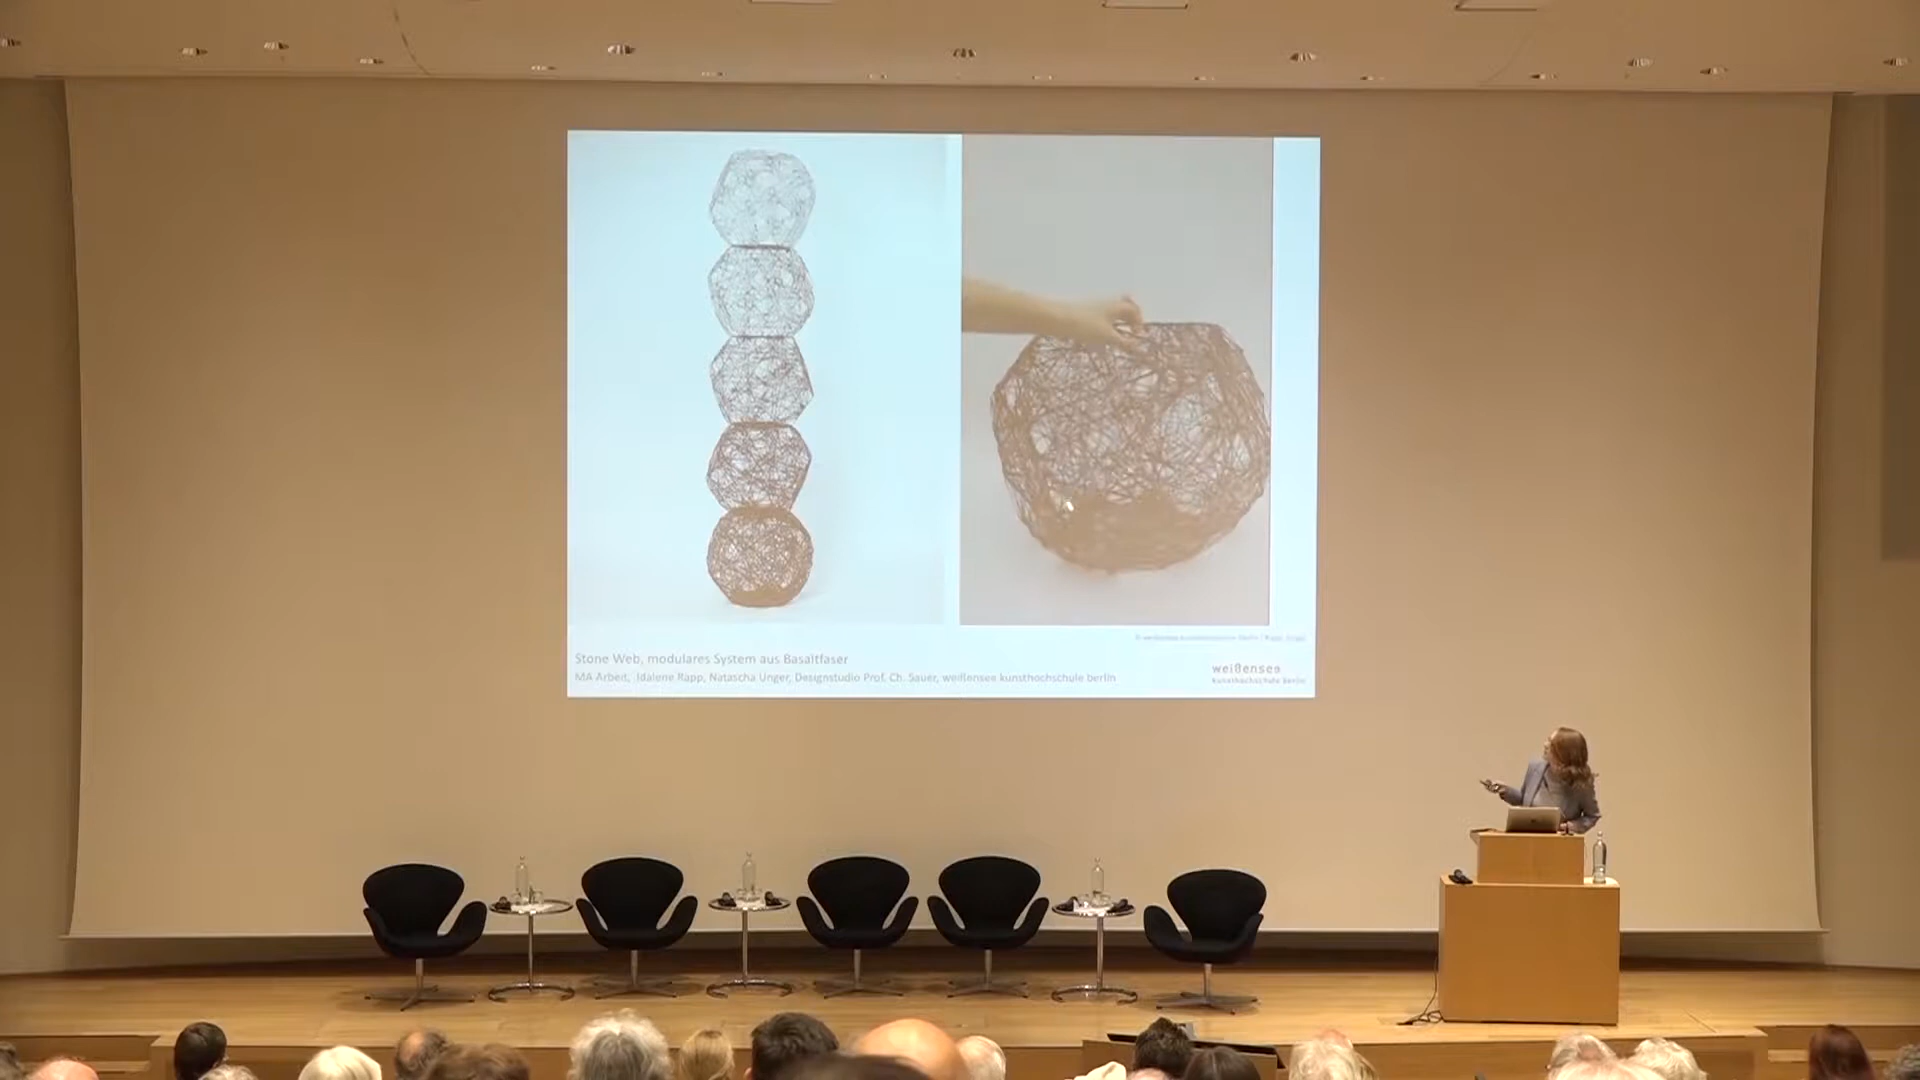 Stone Web, modulares System aus Basaltfaser
MA Arbeit, Idalene Rapp, Natascha Unger, Designstudio Prof. Ch. Sauer, weißensee kunsthochschule berlin
weißensee
kunsthochschule berlin